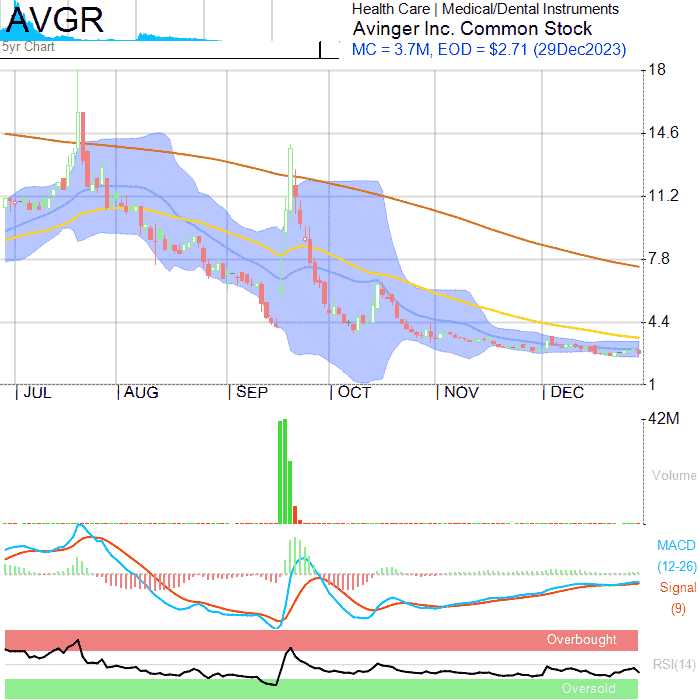 AVGR
5yr Chart
Health Care | Medical/Dental Instruments
Avinger Inc. Common Stock
MC = 3.7M, EOD = $2.71 (29Dec2023)
18
14.6
11.2
7.8
4.4
1
JUL AUG SEP OCT NOV DEC
42M
Volume
MACD
(12-26)
Signal
(9)
Overbought
RSI(14)
Oversold